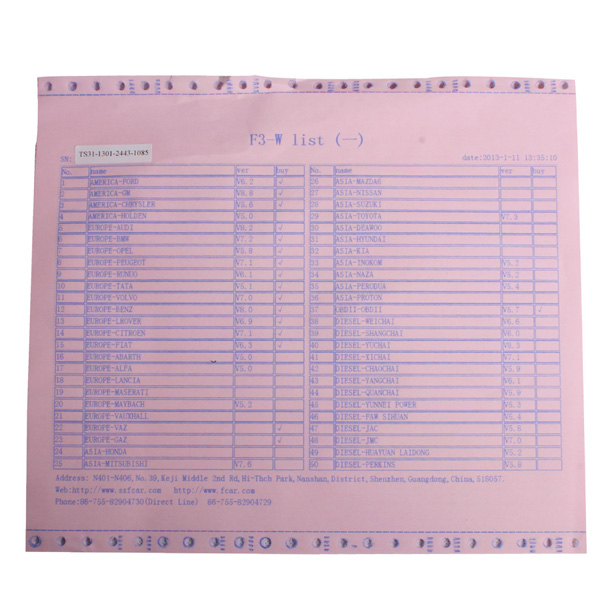 F3-W list (一)
SN: TS31-1301-2443-1085 date:2013-1-11 13:35:10
No. name ver buy No. name ver buy
1 AMERICA-FORD V8.2 √ 26 ASIA-MAZDA6
2 AMERICA-GM √ 27 ASIA-NISSAN
3 AMERICA-CHRYSLER V5.6 √ 28 ASIA-SUZUKI
4 AMERICA-HOLDEN V5.0 29 ASIA-TOYOTA V7.3
5 EUROPE-AUDI V8.2 √ 30 ASIA-DEAWOO
6 EUROPE-BMW V7.2 √ 31 ASIA-HYUNDAI
7 EUROPE-OPEL V5.8 √ 32 ASIA-KIA
8 EUROPE-PEUGEOT V7.1 √ 33 ASIA-INOKOM V5.2
9 EUROPE-RUNUO V6.1 √ 34 ASIA-NAZA V5.2
10 EUROPE-TATA V5.1 √ 35 ASIA-PERODUA V5.4
11 EUROPE-VOLVO V7.0 √ 36 ASIA-PROTON
12 EUROPE-BENZ V8.0 √ 37 OBDII-OBDII V5.7 √
13 EUROPE-LROVER V6.9 √ 38 DIESEL-WEICHAI V6.6
14 EUROPE-CITROEN V7.1 √ 39 DIESEL-SHANGCHAI V6.0
15 EUROPE-FIAT V6.3 √ 40 DIESEL-YUCHAI V6.3
16 EUROPE-ABARTH V5.0 41 DIESEL-XICHAI V7.1
17 EUROPE-ALFA V5.0 42 DIESEL-CHAOCHAI V5.9
18 EUROPE-LANCIA 43 DIESEL-YANGCHAI V6.1
19 EUROPE-MASERATI 44 DIESEL-QUANCHAI V5.9
20 EUROPE-MAYBACH V5.2 45 DIESEL-YUNNEI POWER V5.3
21 EUROPE-VAUXHALL 46 DIESEL-FAW SIHUAN V5.4
22 EUROPE-VAZ √ 47 DIESEL-JAC V5.6
23 EUROPE-GAZ √ 48 DIESEL-JMC V7.0
24 ASIA-HONDA 49 DIESEL-HUAYUAN LAIDONG V5.2
25 ASIA-MITSUBISHI V7.6 50 DIESEL-PERKINS V5.8
Address: N401-N406, No.39, Keji Middle 2nd Rd, Hi-Thch Park, Nanshan, District, Shenzhen, Guangdong, China, 518057.
Web:http://www.szfcar.com http://www.fcar.com
Phone:86-755-82904730(Direct Line) 86-755-82904729